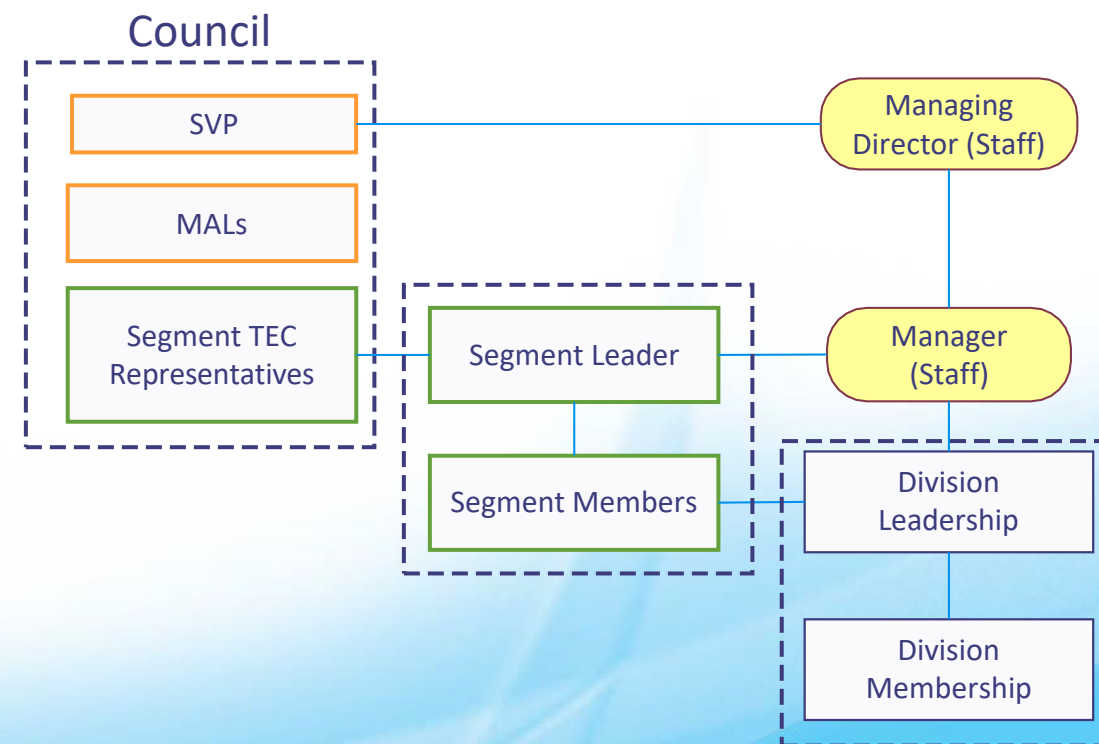 Council
SVP
Managing
Director (Staff)
MALs
Segment TEC
Representatives
Segment Leader
Manager
(Staff)
Segment Members
Division
Leadership
Division
Membership